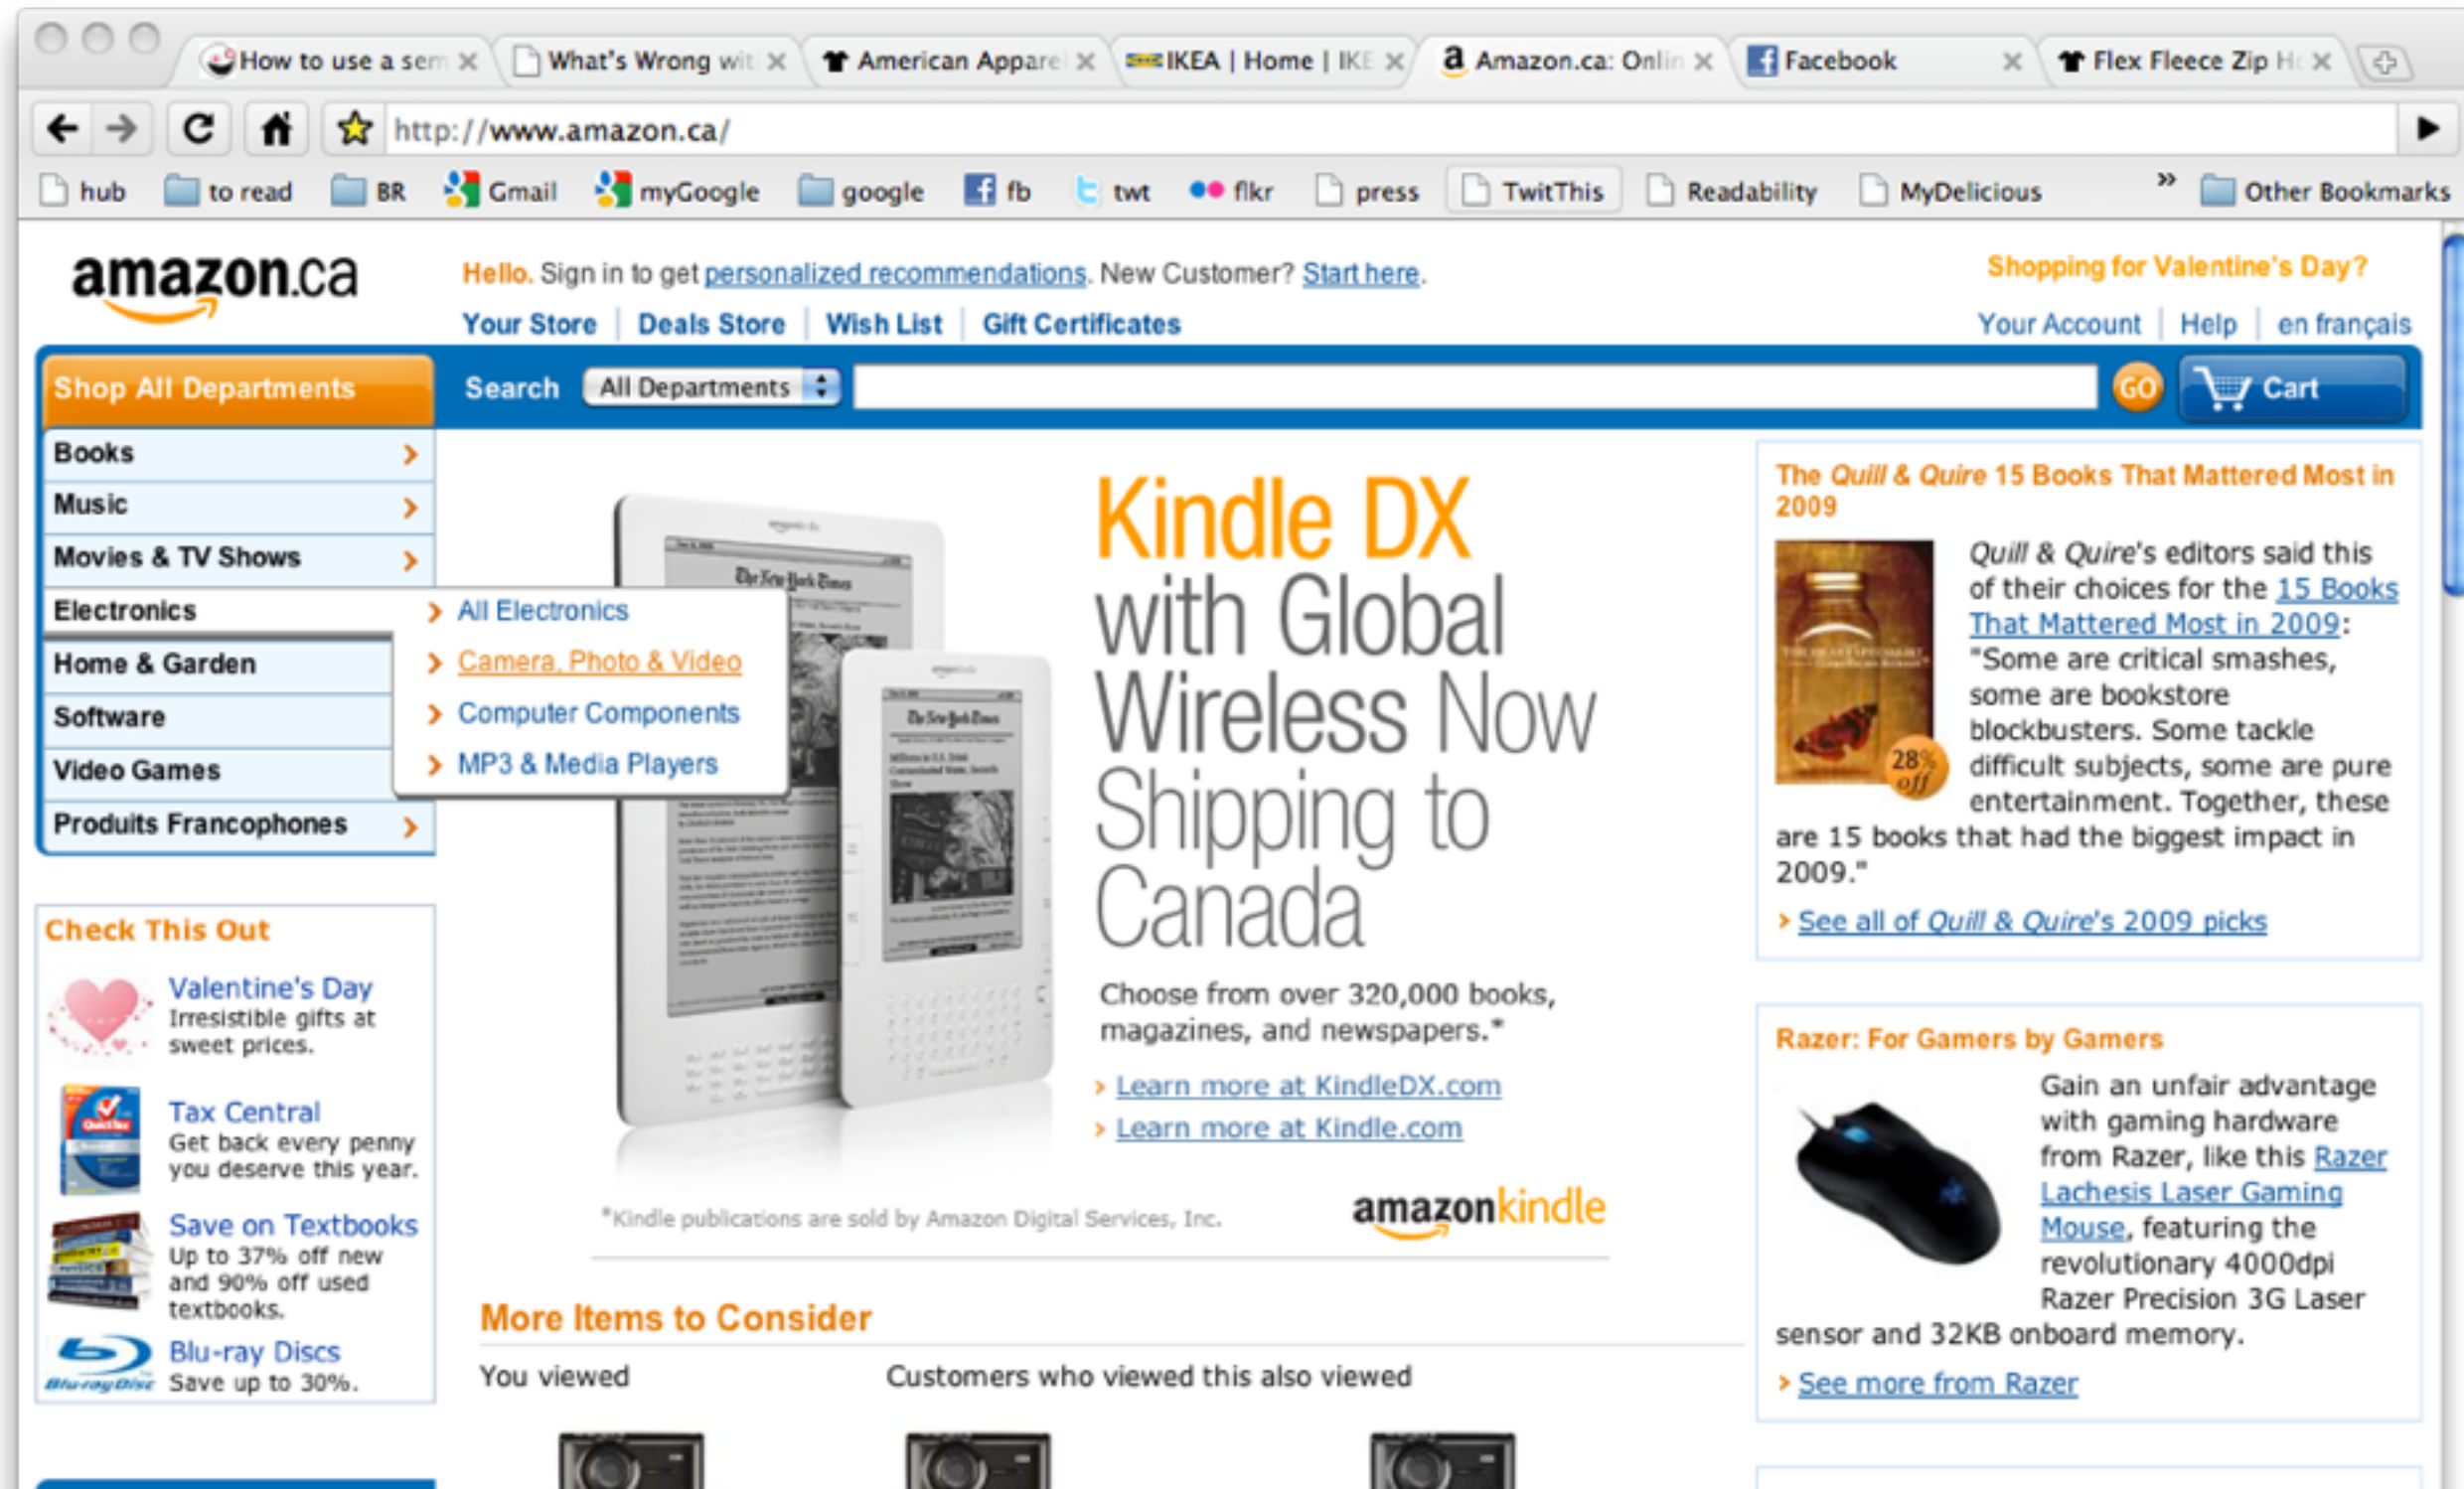 How to use a sem
What's Wrong wit
American Apparel
IKEA | Home | IKE
Amazon.ca: Onlin
Facebook
Flex Fleece Zip Ho
http://www.amazon.ca/
hub
to read
BR
Gmail
myGoogle
google
fb
twt
flkr
press
TwitThis
Readability
MyDelicious
»
Other Bookmarks
amazon.ca
Hello. Sign in to get personalized recommendations. New Customer? Start here.
Shopping for Valentine's Day?
Your Store | Deals Store | Wish List | Gift Certificates
Your Account | Help | en français
Shop All Departments
Search
All Departments
GO
Cart
Books
Music
Movies & TV Shows
Electronics
Home & Garden
Software
Video Games
Produits Francophones
All Electronics
Camera, Photo & Video
Computer Components
MP3 & Media Players
Check This Out
Valentine's Day
Irresistible gifts at
sweet prices.
Tax Central
Get back every penny
you deserve this year.
Save on Textbooks
Up to 37% off new
and 90% off used
textbooks.
Blu-ray Discs
Save up to 30%.
Blu-ray Disc
The New York Times
The New York Times
Kindle DX
with Global
Wireless Now
Shipping to
Canada
Choose from over 320,000 books,
magazines, and newspapers.*
Learn more at KindleDX.com
Learn more at Kindle.com
*Kindle publications are sold by Amazon Digital Services, Inc.
amazonkindle
More Items to Consider
You viewed
Customers who viewed this also viewed
The Quill & Quire 15 Books That Mattered Most in
2009
28%
off
Quill & Quire's editors said this
of their choices for the 15 Books
That Mattered Most in 2009:
"Some are critical smashes,
some are bookstore
blockbusters. Some tackle
difficult subjects, some are pure
entertainment. Together, these
are 15 books that had the biggest impact in
2009."
See all of Quill & Quire's 2009 picks
Razer: For Gamers by Gamers
Gain an unfair advantage
with gaming hardware
from Razer, like this Razer
Lachesis Laser Gaming
Mouse, featuring the
revolutionary 4000dpi
Razer Precision 3G Laser
sensor and 32KB onboard memory.
See more from Razer